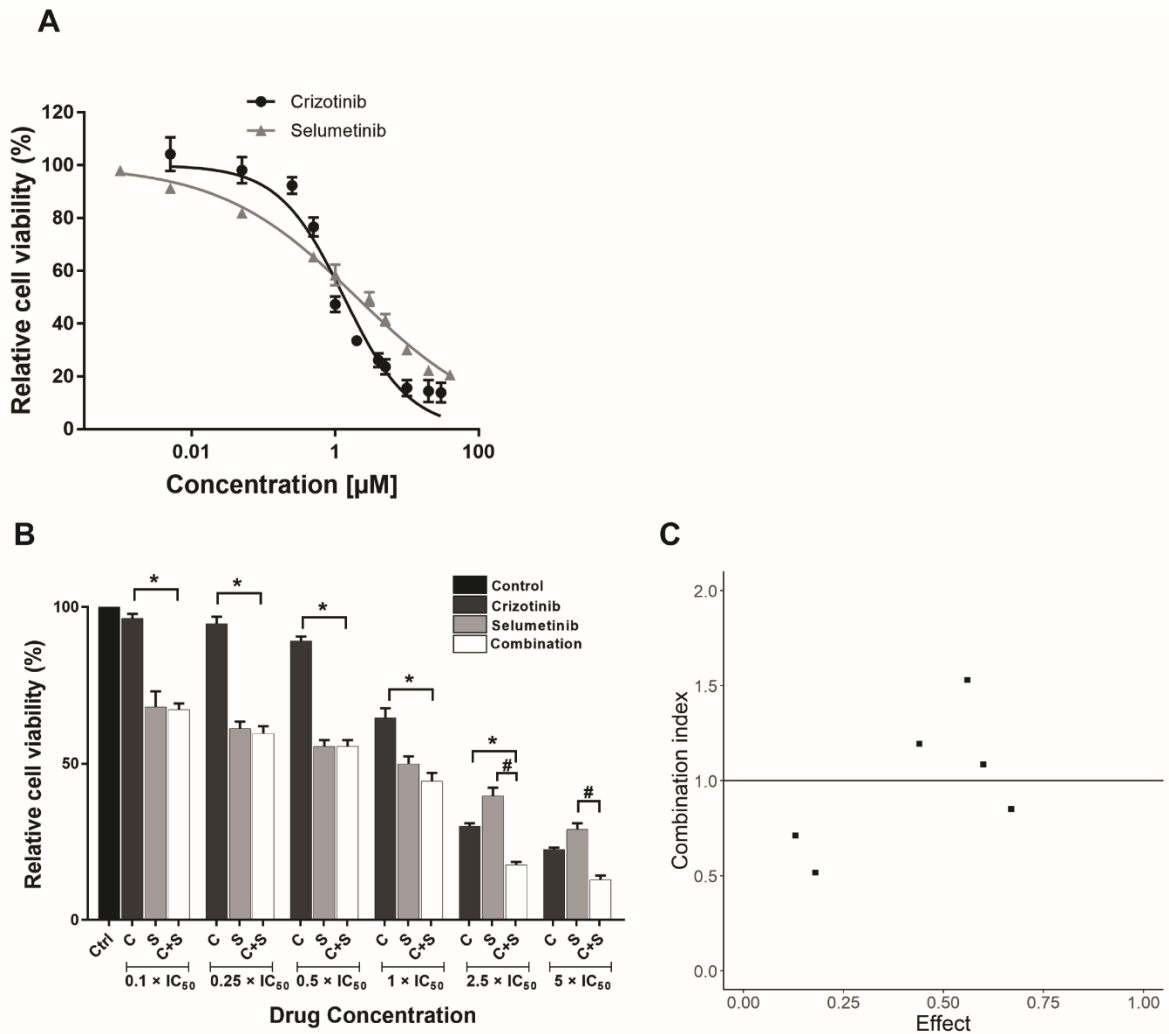 A
Crizotinib
Selumetinib
Relative cell viability (%)
120
100
80
60
40
20
0
0.01
1
100
Concentration [µM]
B
Control
Crizotinib
Selumetinib
Combination
Relative cell viability (%)
100
50
0
*
*
*
*
*
#
#
Ctrl C S C+S C S C+S C S C+S C S C+S C S C+S C S C+S
0.1 × IC50 0.25 × IC50 0.5 × IC50 1 × IC50 2.5 × IC50 5 × IC50
Drug Concentration
C
Combination index
2.0
1.5
1.0
0.5
0.0
0.00 0.25 0.50 0.75 1.00
Effect